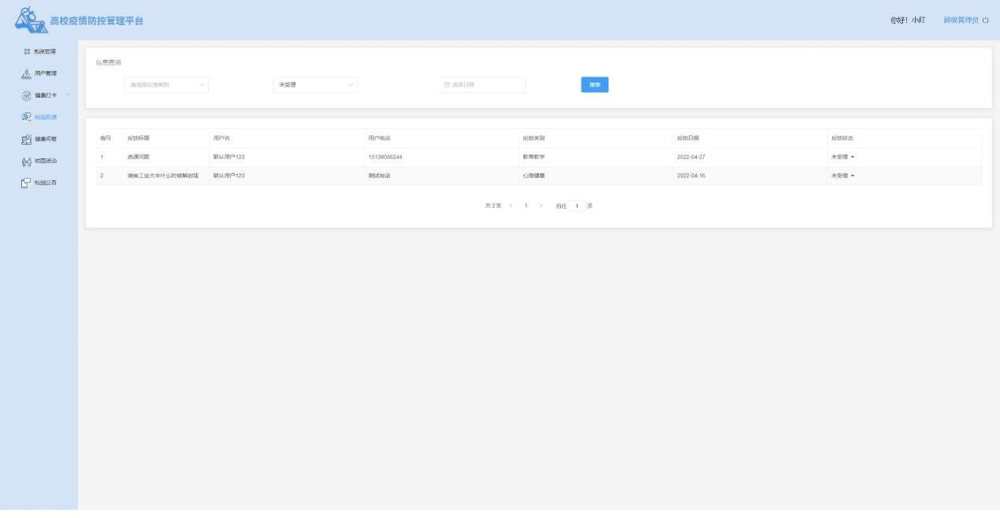 高校疫情防控管理平台
你好！小红 超级管理员
系统管理
用户管理
健康打卡
校园反馈
健康问卷
校园活动
校园公告
信息查询
请选择反馈类别 未受理 选择日期 搜索
编号 反馈标题 用户名 用户电话 反馈类别 反馈日期 反馈状态
1 选课问题 默认用户123 15108056244 教育教学 2022-04-27 未受理
2 湖南工业大学什么时候解封哇 默认用户123 测试电话 心理健康 2022-04-16 未受理
共 2 条 1 前往 1 页